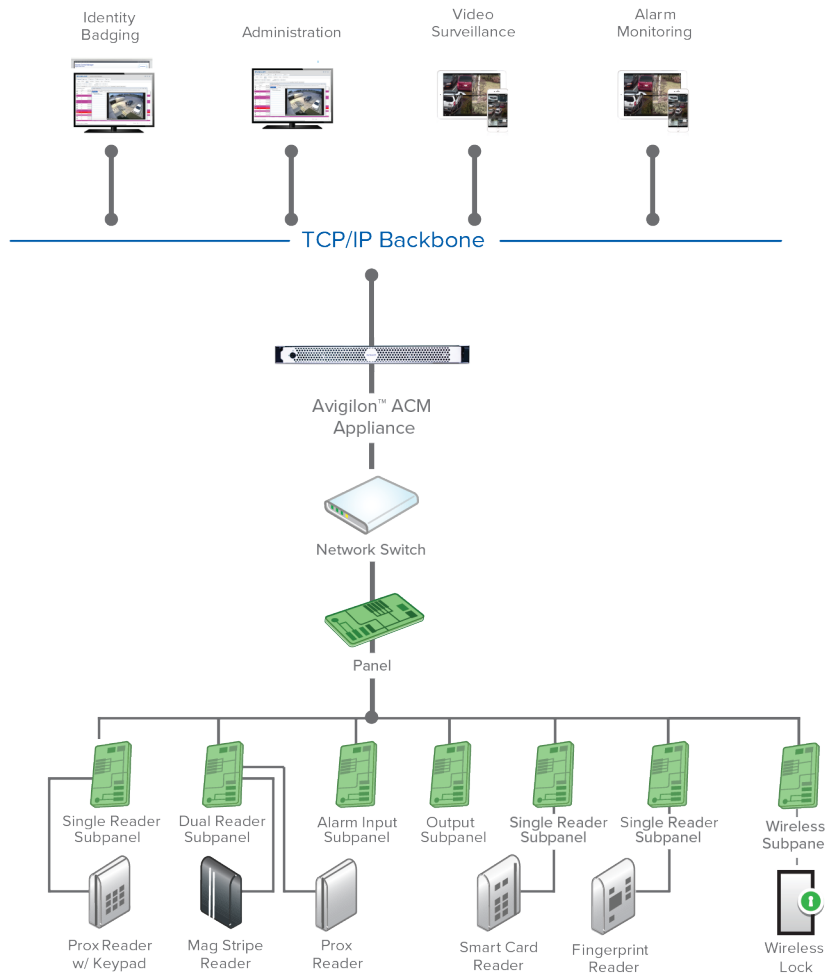 Identity
Badging
Administration
Video
Surveillance
Alarm
Monitoring
TCP/IP Backbone
Avigilon™ ACM
Appliance
Network Switch
Panel
Single Reader
Subpanel
Dual Reader
Subpanel
Alarm Input
Subpanel
Output
Subpanel
Single Reader
Subpanel
Single Reader
Subpanel
Wireless
Subpane
Prox Reader
w/ Keypad
Mag Stripe
Reader
Prox
Reader
Smart Card
Reader
Fingerprint
Reader
Wireless
Lock